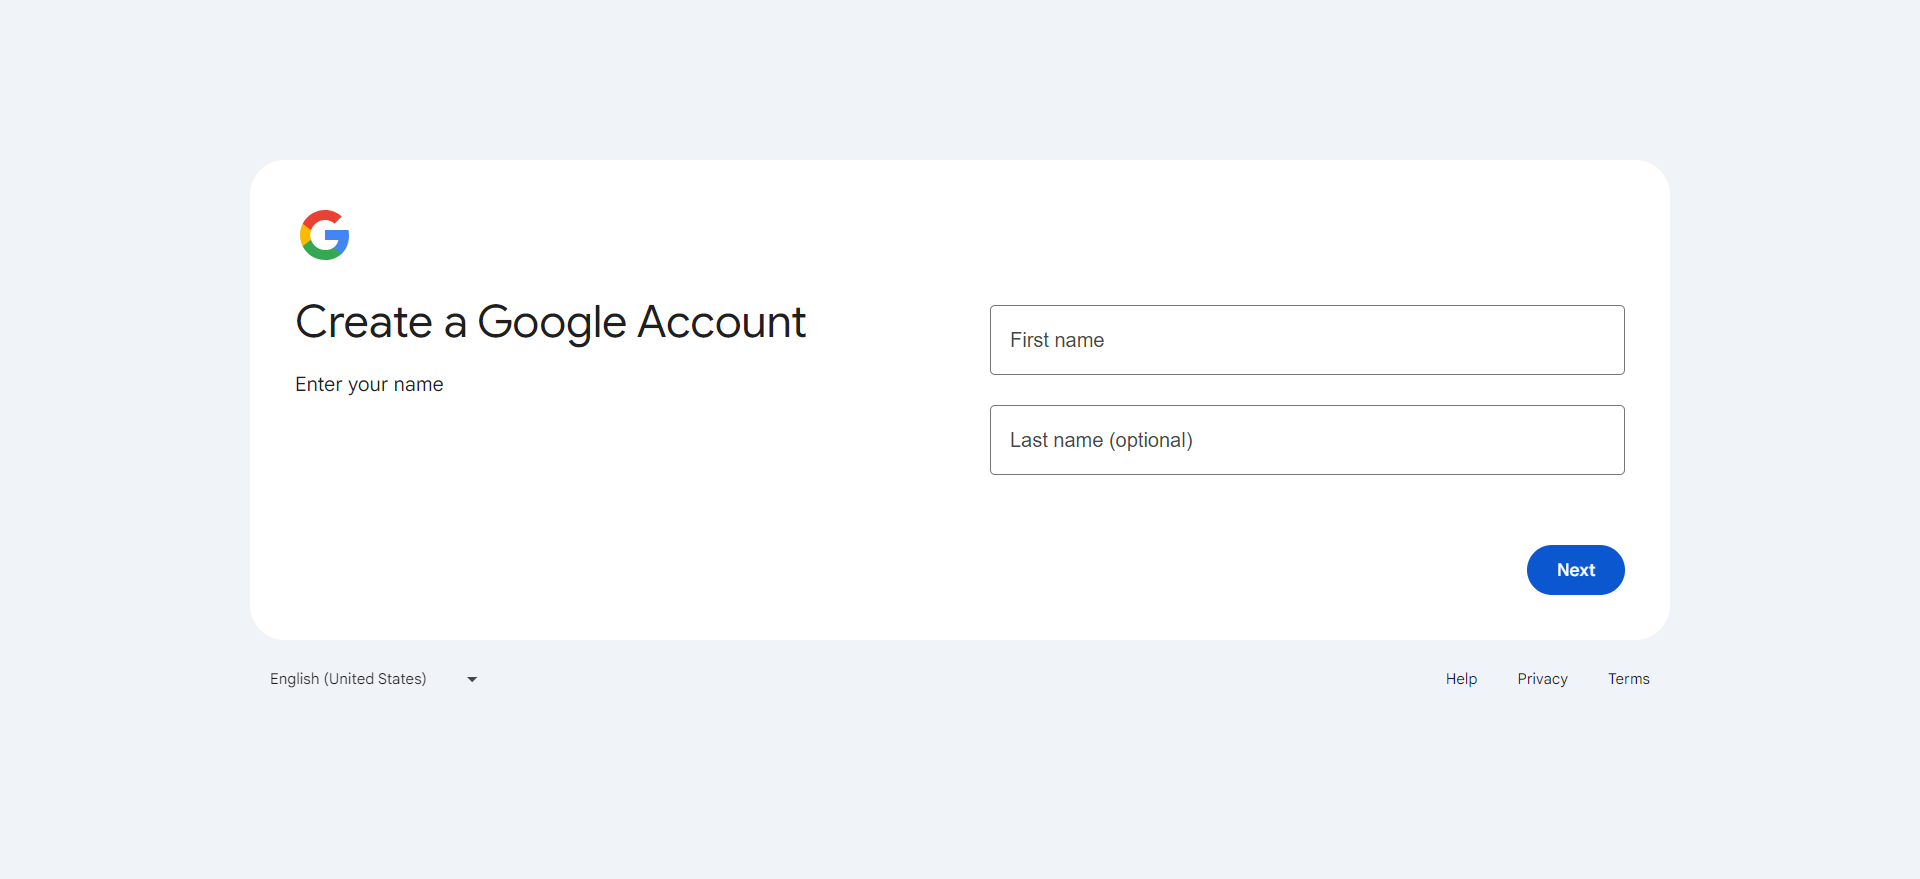 Create a Google Account
Enter your name
First name
Last name (optional)
Next
English (United States)
Help
Privacy
Terms